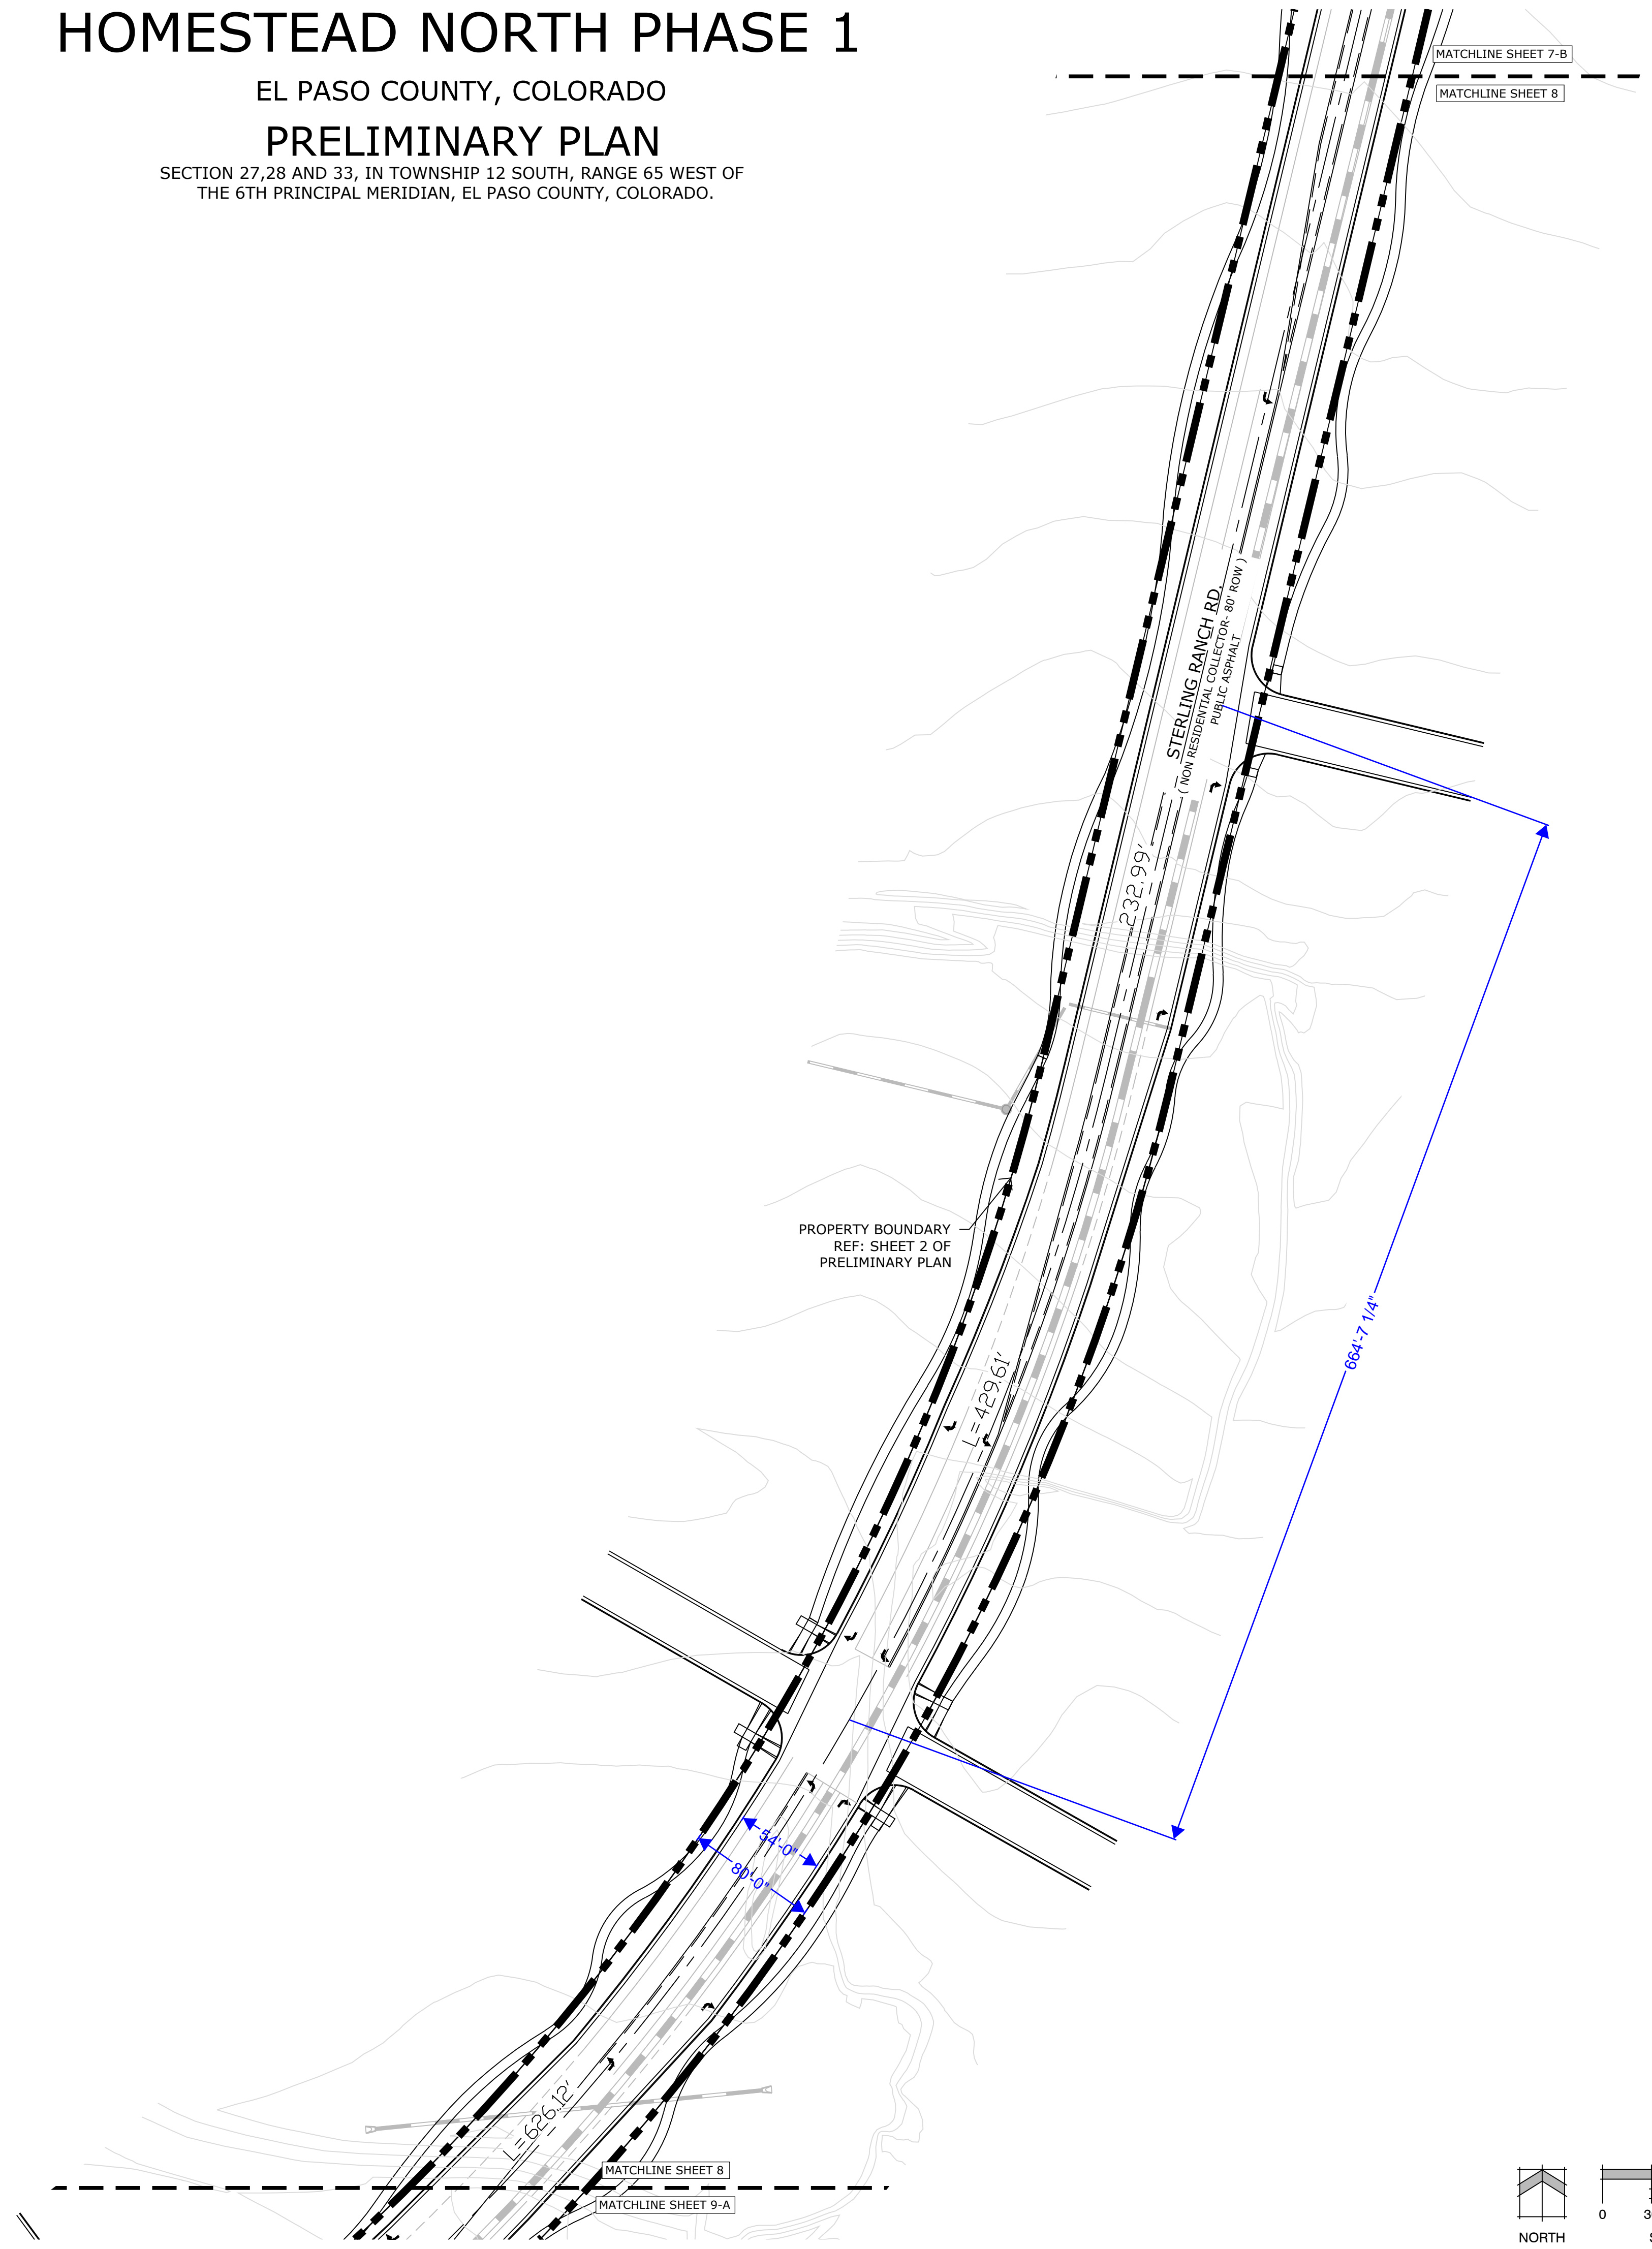 HOMESTEAD NORTH PHASE 1
EL PASO COUNTY, COLORADO
PRELIMINARY PLAN
SECTION 27,28 AND 33, IN TOWNSHIP 12 SOUTH, RANGE 65 WEST OF
THE 6TH PRINCIPAL MERIDIAN, EL PASO COUNTY, COLORADO.
MATCHLINE SHEET 7-B
MATCHLINE SHEET 8
STERLING RANCH RD.
( NON RESIDENTIAL COLLECTOR- 80' ROW )
PUBLIC ASPHALT
232.99'
PROPERTY BOUNDARY
REF: SHEET 2 OF
PRELIMINARY PLAN
664'-7 1/4"
L=429.61'
54'-0"
80'-0"
L=626.12'
MATCHLINE SHEET 8
MATCHLINE SHEET 9-A
NORTH
0